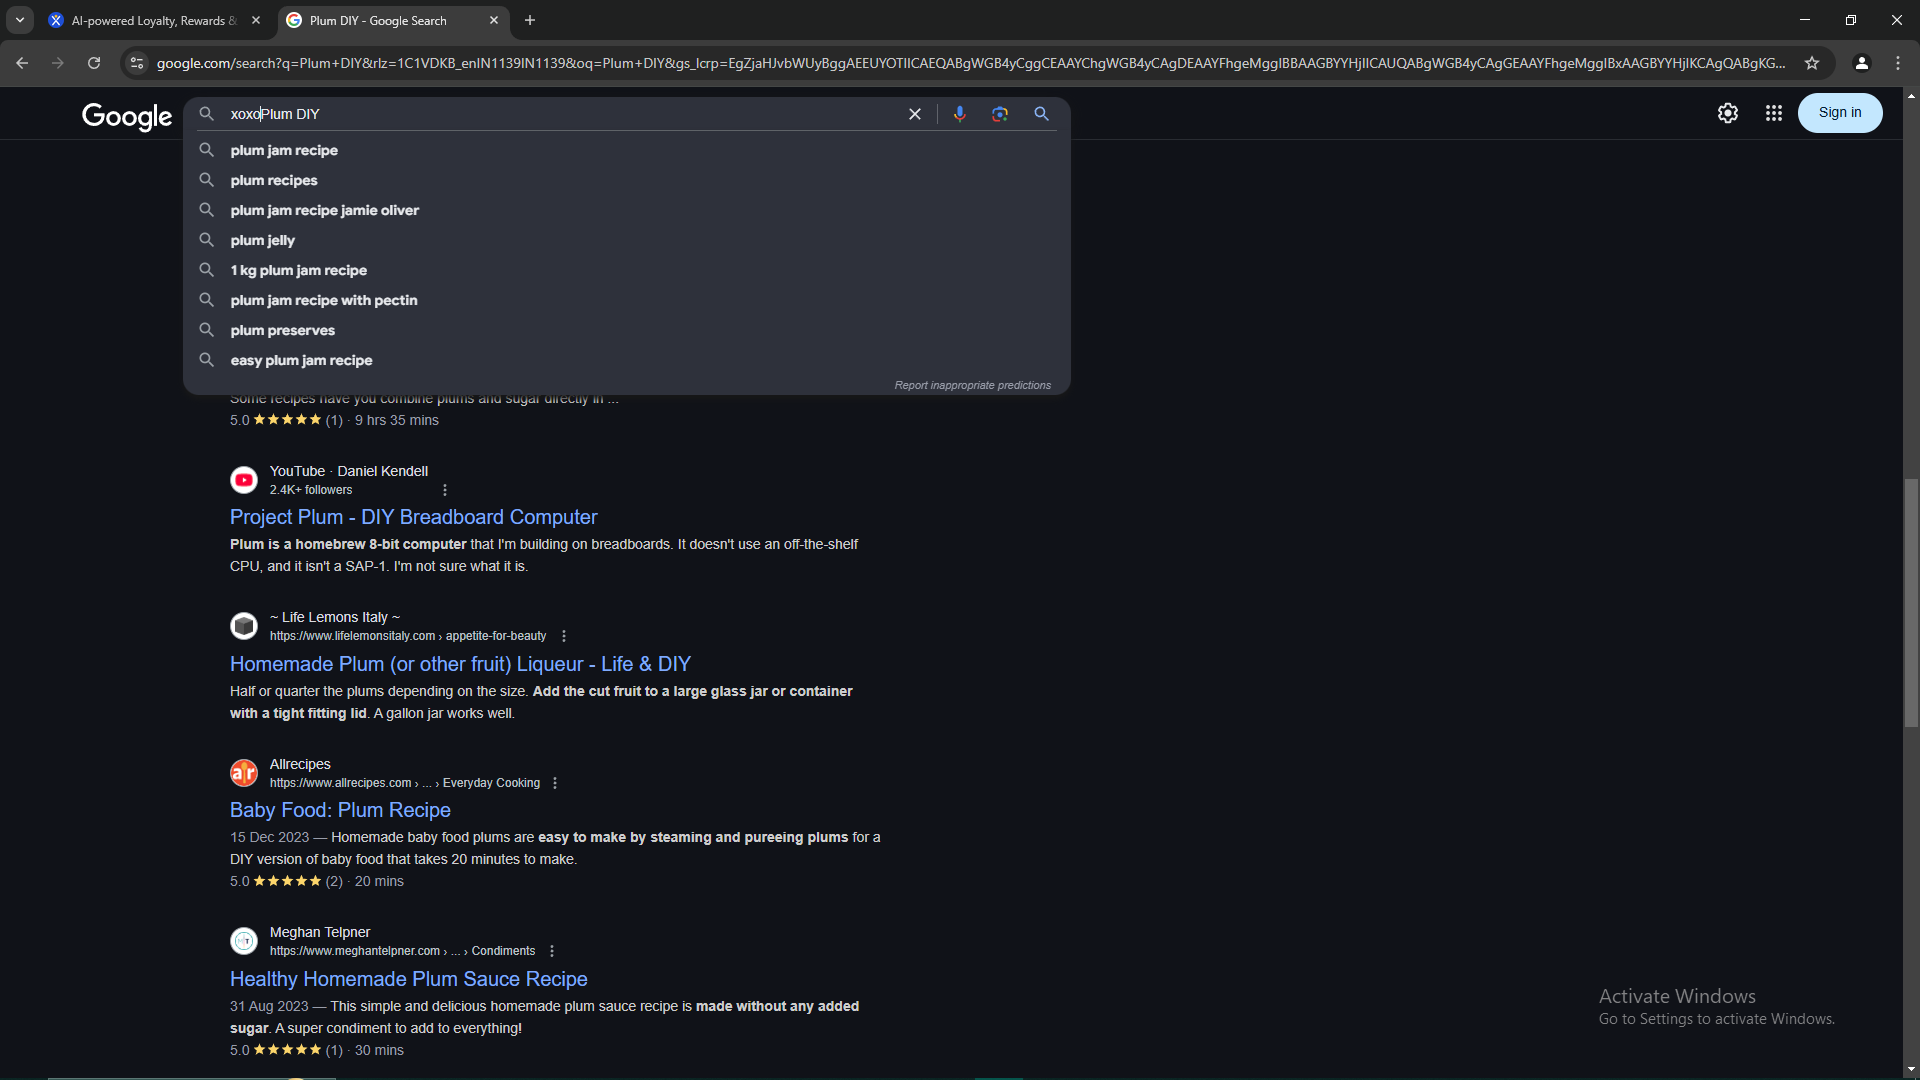 AI-powered Loyalty, Rewards &
Plum DIY - Google Search
google.com/search?q=Plum+DIY&rlz=1C1VDKB_enIN1139IN1139&oq=Plum+DIY&gs_lcrp=EgZjaHJvbWUyBggAEEUYOTIICAEQABgWGB4yCggCEAAYChgWGB4yCAgDEAAYFhgeMggIBBAAGBYYHjIICAUQABgWGB4yCAgGEAAYFhgeMggIBxAAGBYYHjIKCAgQABgKG...
Google
xoxoPlum DIY
Sign in
plum jam recipe
plum recipes
plum jam recipe jamie oliver
plum jelly
1 kg plum jam recipe
plum jam recipe with pectin
plum preserves
easy plum jam recipe
Report inappropriate predictions
Some recipes have you combine plums and sugar directly in ...
5.0 ★★★★★ (1) · 9 hrs 35 mins
YouTube · Daniel Kendell
2.4K+ followers
Project Plum - DIY Breadboard Computer
Plum is a homebrew 8-bit computer that I'm building on breadboards. It doesn't use an off-the-shelf
CPU, and it isn't a SAP-1. I'm not sure what it is.
~ Life Lemons Italy ~
https://www.lifelemonsitaly.com › appetite-for-beauty
Homemade Plum (or other fruit) Liqueur - Life & DIY
Half or quarter the plums depending on the size. Add the cut fruit to a large glass jar or container
with a tight fitting lid. A gallon jar works well.
ar
Allrecipes
https://www.allrecipes.com › ... › Everyday Cooking
Baby Food: Plum Recipe
15 Dec 2023 — Homemade baby food plums are easy to make by steaming and pureeing plums for a
DIY version of baby food that takes 20 minutes to make.
5.0 ★★★★★ (2) · 20 mins
MT
Meghan Telpner
https://www.meghantelpner.com › ... › Condiments
Healthy Homemade Plum Sauce Recipe
31 Aug 2023 — This simple and delicious homemade plum sauce recipe is made without any added
sugar. A super condiment to add to everything!
5.0 ★★★★★ (1) · 30 mins
Activate Windows
Go to Settings to activate Windows.